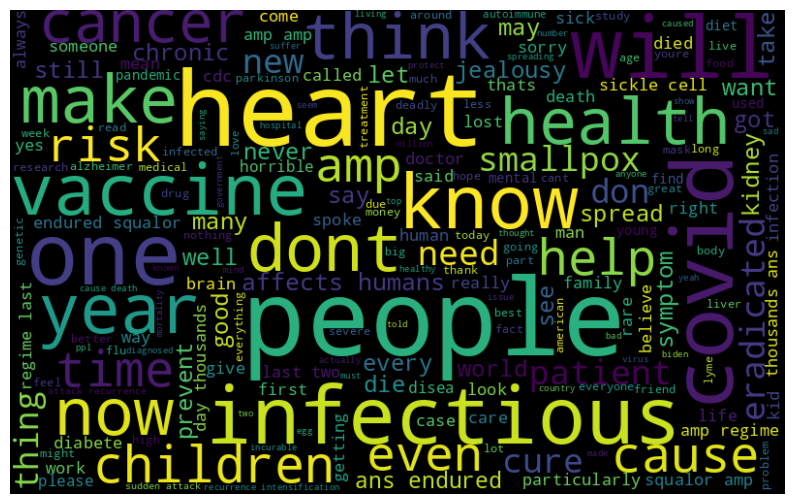 always
cancer
come
amp amp
think
living
around
autoimmune
may
will
sick
study
take
someone
chronic
new
suffer
number
caused
sorry
spreading
youre
died
diet
live
still
mean
pandemic
cdc
parkinson
called
let
much
protect
jealousy
thats
age
food
sickle cell
want
make
heart
seem
treatment
deadly
less
death
used
show
tell
sad
yes
week
read
saying
hospital
day
lost
health
got
risk
infected
love
million
never
horrible
amp
doctor
smallpox
mask
long
alzheimer
medical
research
drug
government
vaccine
hope
mental
cant
anyone
find
great
don
know
say
said
due
top
money
spread
right
kidney
infection
covid
genetic
endured squalor
many
spoke
human
today
going
man
young
one
nothing
well
dont
big
thought
part
need
help
body
known
mind
affects humans
healthy
thank
yeah
cause death
brain
really
family
symptom
liver
eradicated
thousands ans
year
good
everything
issue
see
rare
believe
american
regime last
better
way
mortality
severe
best
fact
told
bad
virus
biden
lyme
kid
time
ppl
flu
diagnosed
prevent
day thousands
give
last two
every
world
patient
feel
actually
attack recurrence
must
country
everyone
friend
life
thing
now
high
two
first
die
disea
look
infectious
case
care
problem
diabete
might
work
please
children
egg
incurable
getting
even
lot
cure
cause
made
amp regime
sudden attack
recurrence intensification
ans endured
particularly
squalor amp
people